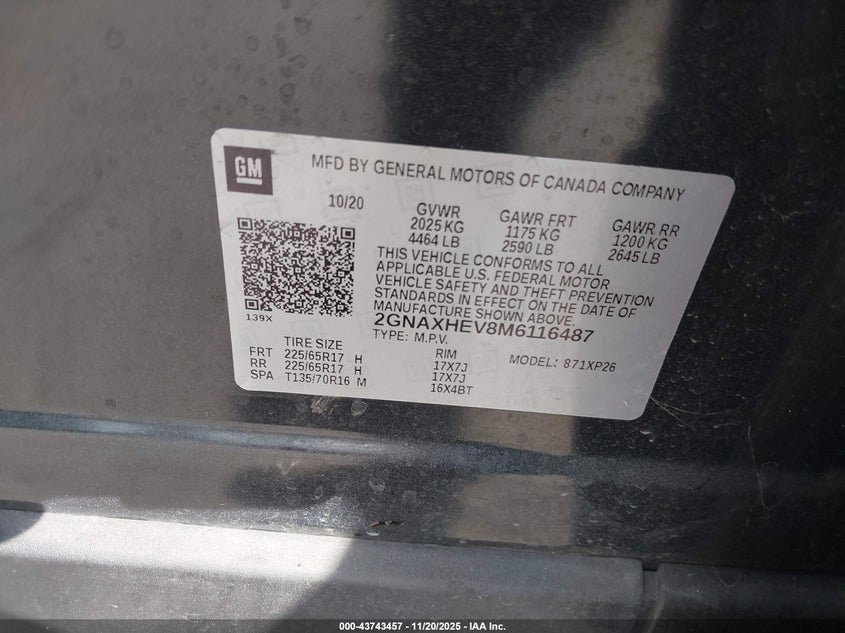 GM
MFD BY GENERAL MOTORS OF CANADA COMPANY
10/20
GVWR
2025 KG
4464 LB
GAWR FRT
1175 KG
2590 LB
GAWR RR
1200 KG
2645 LB
THIS VEHICLE CONFORMS TO ALL
APPLICABLE U.S. FEDERAL MOTOR
VEHICLE SAFETY AND THEFT PREVENTION
STANDARDS IN EFFECT ON THE DATE OF
MANUFACTURE SHOWN ABOVE.
2GNAXHEV8M6116487
TYPE: M.P.V.
MODEL: 871XP26
139X
TIRE SIZE RIM
FRT 225/65R17 H 17X7J
RR 225/65R17 H 17X7J
SPA T135/70R16 M 16X4BT
000-43743457 - 11/20/2025 - IAA Inc.